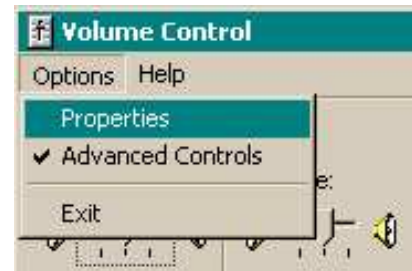 Volume Control
Options Help
Properties
Advanced Controls
e:
Exit